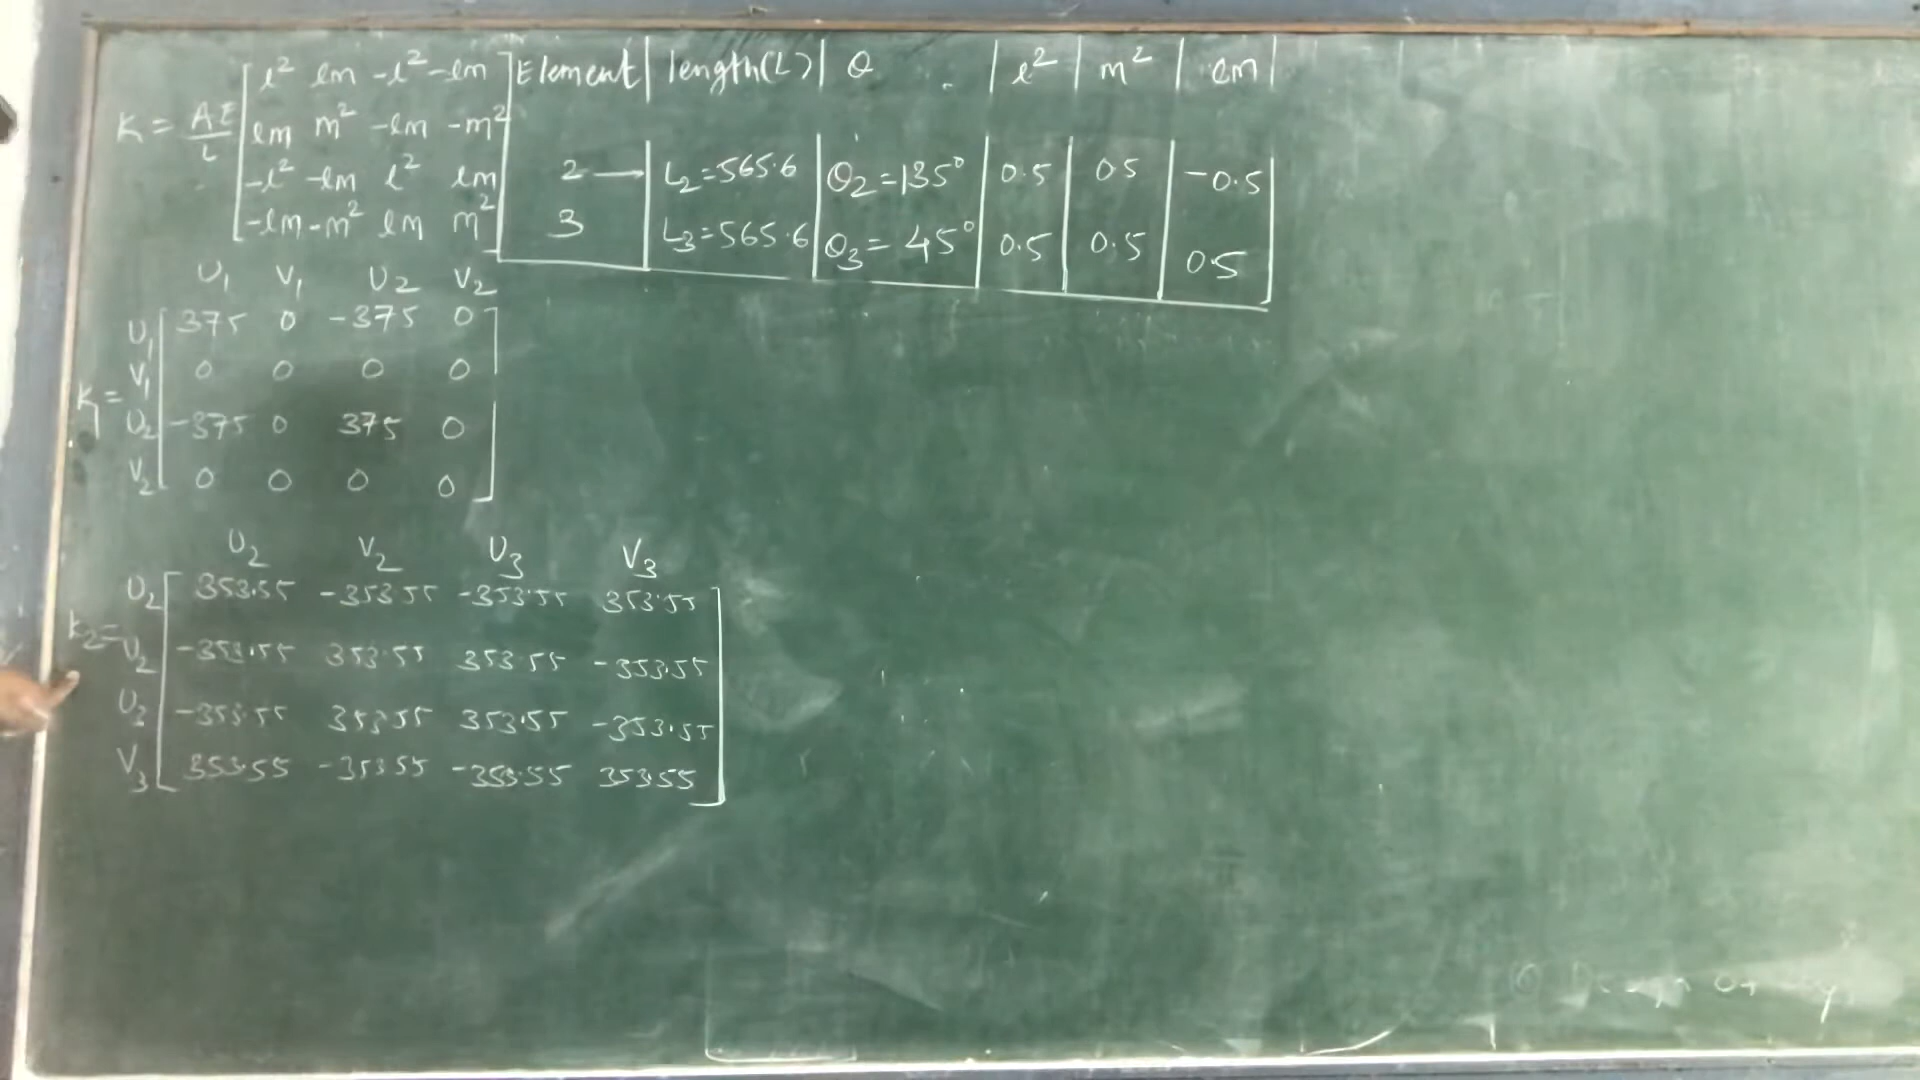 K = AE/L [ l² lm -l² -lm
lm m² -lm -m²
-l² -lm l² lm
-lm -m² lm m² ]
Element | length(L) | θ | l² | m² | lm |
2 → | L₂=565.6 | θ₂=135° | 0.5 | 0.5 | -0.5
3 | L₃=565.6 | θ₃=45° | 0.5 | 0.5 | 0.5
U₁ V₁ U₂ V₂
U₁ 375 0 -375 0
V₁ 0 0 0 0
K₁=
U₂ -375 0 375 0
V₂ 0 0 0 0
U₂ V₂ U₃ V₃
U₂ 353.55 -353.55 -353.55 353.55
K₂= V₂ -353.55 353.55 353.55 -353.55
U₃ -353.55 353.55 353.55 -353.55
V₃ 353.55 -353.55 -353.55 353.55